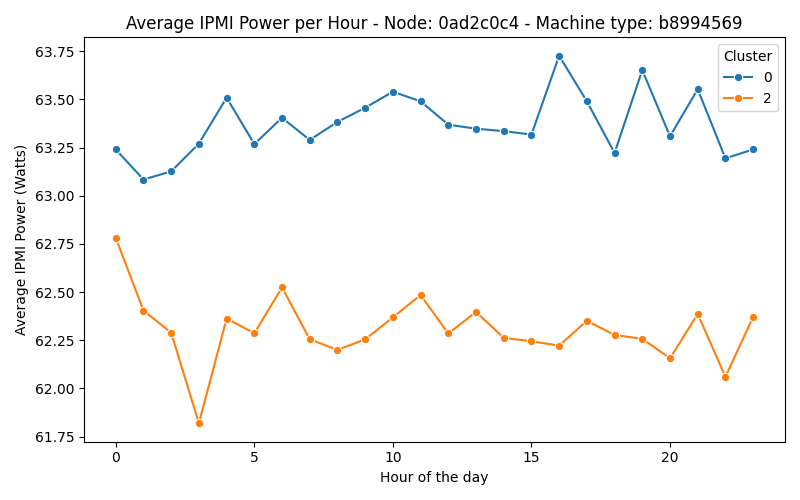 Average IPMI Power per Hour - Node: 0ad2c0c4 - Machine type: b8994569
Cluster
0
2
Average IPMI Power (Watts)
63.75
63.50
63.25
63.00
62.75
62.50
62.25
62.00
61.75
0 5 10 15 20
Hour of the day